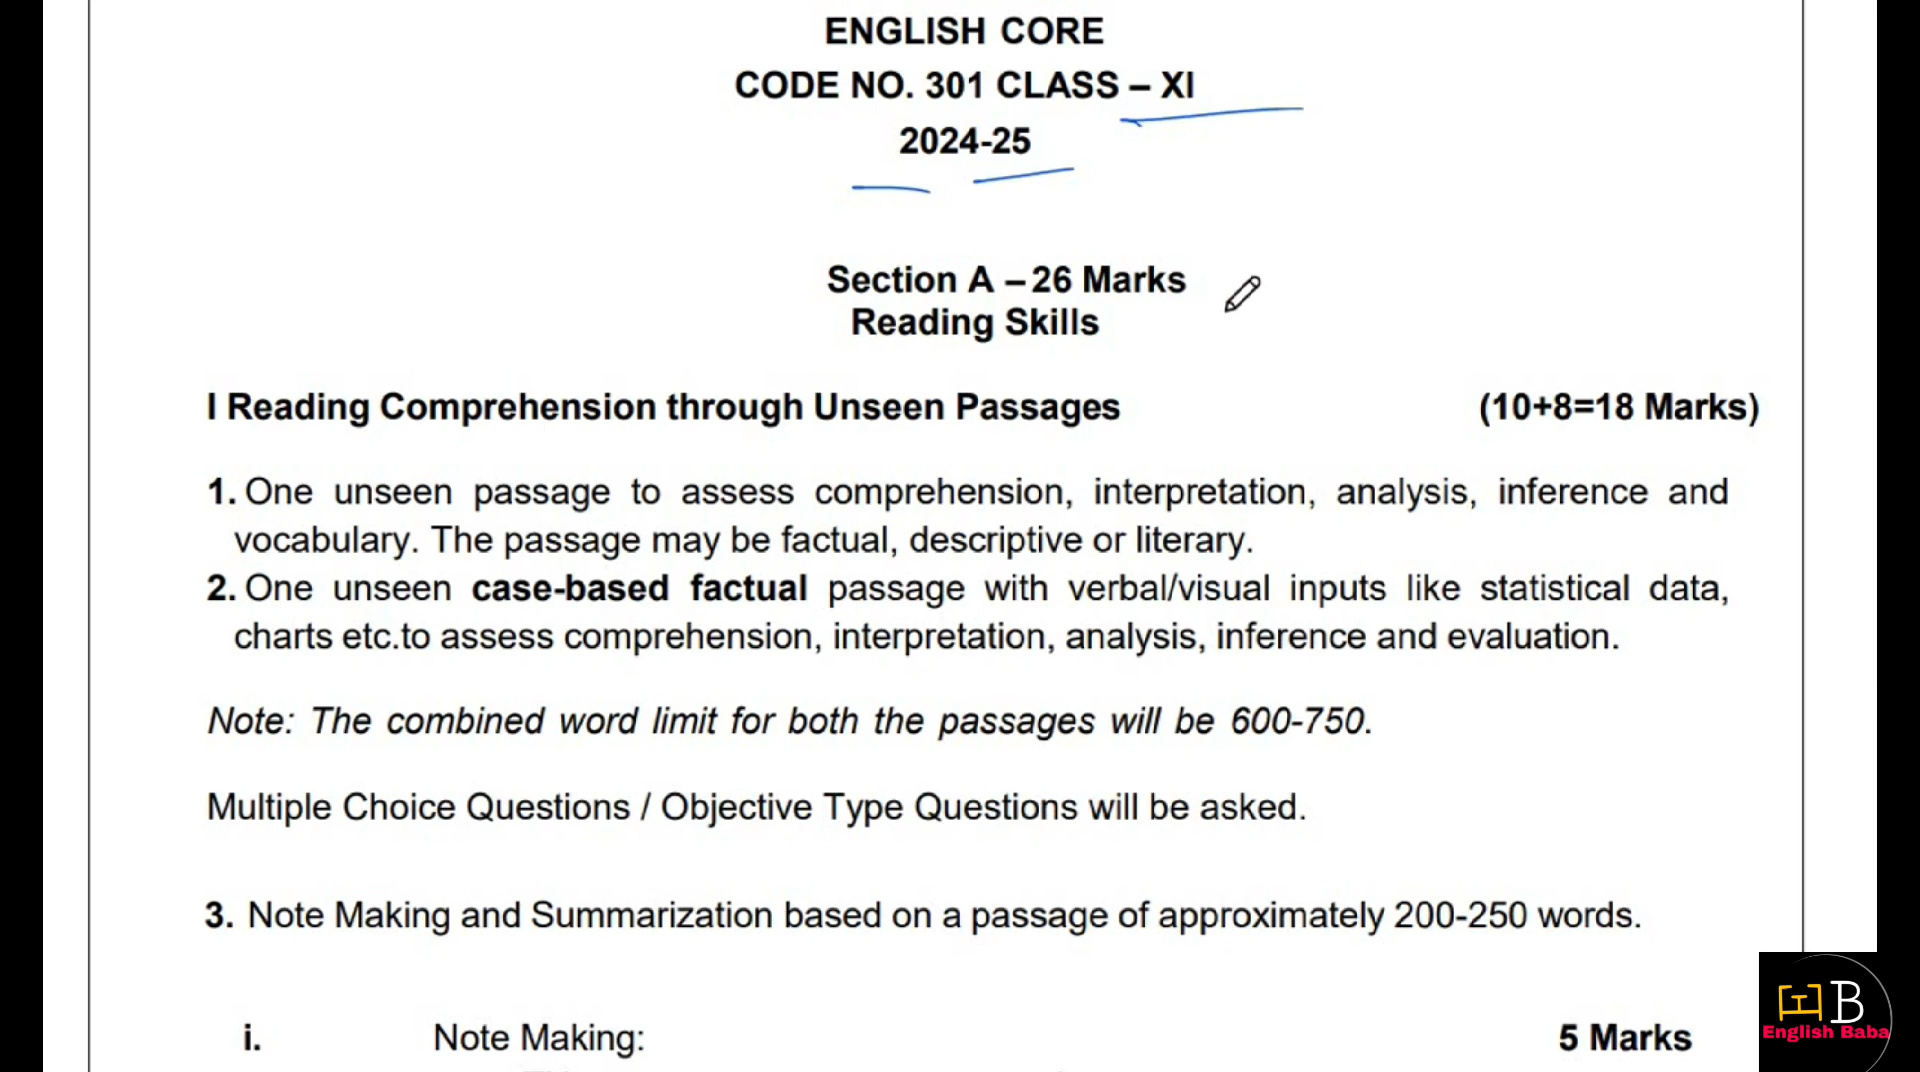 ENGLISH CORE
CODE NO. 301 CLASS – XI
2024-25
Section A – 26 Marks
Reading Skills
I Reading Comprehension through Unseen Passages (10+8=18 Marks)
1. One unseen passage to assess comprehension, interpretation, analysis, inference and
vocabulary. The passage may be factual, descriptive or literary.
2. One unseen case-based factual passage with verbal/visual inputs like statistical data,
charts etc.to assess comprehension, interpretation, analysis, inference and evaluation.
Note: The combined word limit for both the passages will be 600-750.
Multiple Choice Questions / Objective Type Questions will be asked.
3. Note Making and Summarization based on a passage of approximately 200-250 words.
i. Note Making: 5 Marks
English Baba